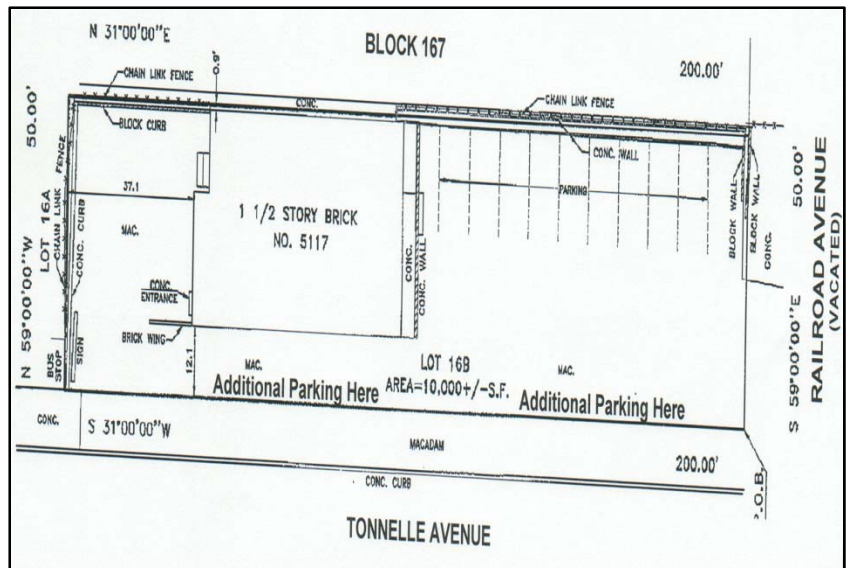 N 31°00'00"E
BLOCK 167
200.00'
CHAIN LINK FENCE
0.9'
CONC.
CHAIN LINK FENCE
50.00'
BLOCK CURB
CONC. WALL
50.00'
LOT 16A
CHAIN LINK FENCE
CONC. CURB
37.1
PARKING
BLOCK WALL
BLOCK WALL
CONC.
RAILROAD AVENUE
(VACATED)
MAC.
1 1/2 STORY BRICK
NO. 5117
CONC.
CONC. WALL
CONC.
ENTRANCE
N 59°00'00"W
S 59°00'00"E
BRICK WING
BUS
STOP
SIGN
12.1
MAC.
LOT 16B
MAC.
Additional Parking Here
AREA=10,000+/-S.F.
Additional Parking Here
CONC.
S 31°00'00"W
MACADAM
200.00'
CONC. CURB
P.O.B.
TONNELLE AVENUE